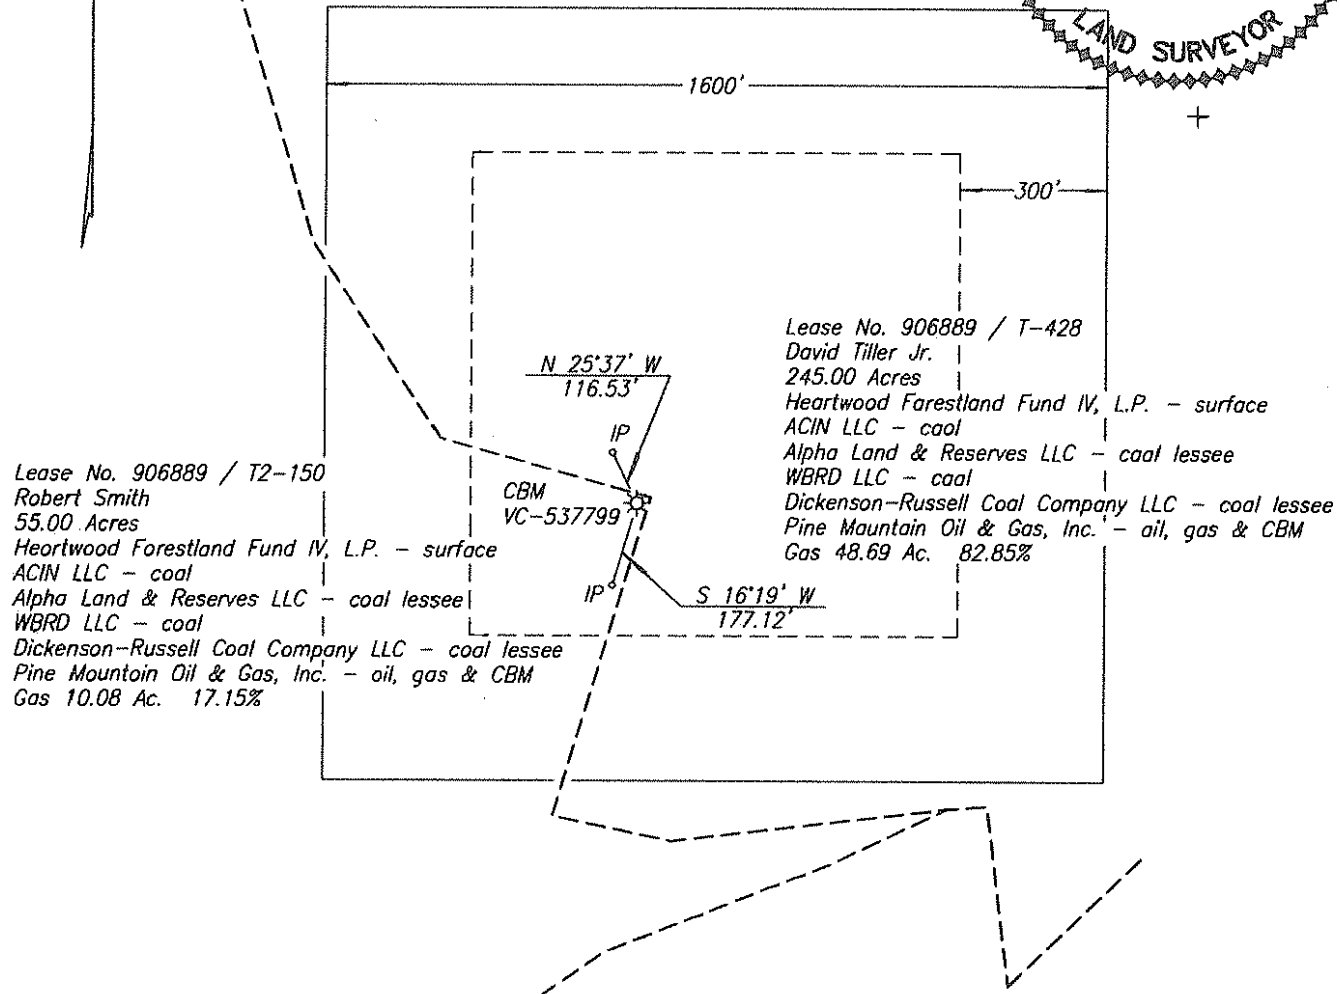 LAND SURVEYOR
1600'
300'
Lease No. 906889 / T-428
David Tiller Jr.
245.00 Acres
Heartwood Farestland Fund IV, L.P. - surface
ACIN LLC - caal
Alpha Land & Reserves LLC - caal lessee
WBRD LLC - caal
Dickenson-Russell Coal Company LLC - coal lessee
Pine Mauntain Oil & Gas, Inc. - ail, gas & CBM
Gas 48.69 Ac. 82.85%
N 25°37' W
116.53'
IP
CBM
VC-537799
IP
S 16°19' W
177.12'
Lease No. 906889 / T2-150
Robert Smith
55.00 Acres
Heortwood Forestland Fund IV, L.P. - surface
ACIN LLC - coal
Alpha Land & Reserves LLC - coal lessee
WBRD LLC - coal
Dickenson-Russell Coal Company LLC - coal lessee
Pine Mountoin Oil & Gas, Inc. - oil, gas & CBM
Gas 10.08 Ac. 17.15%